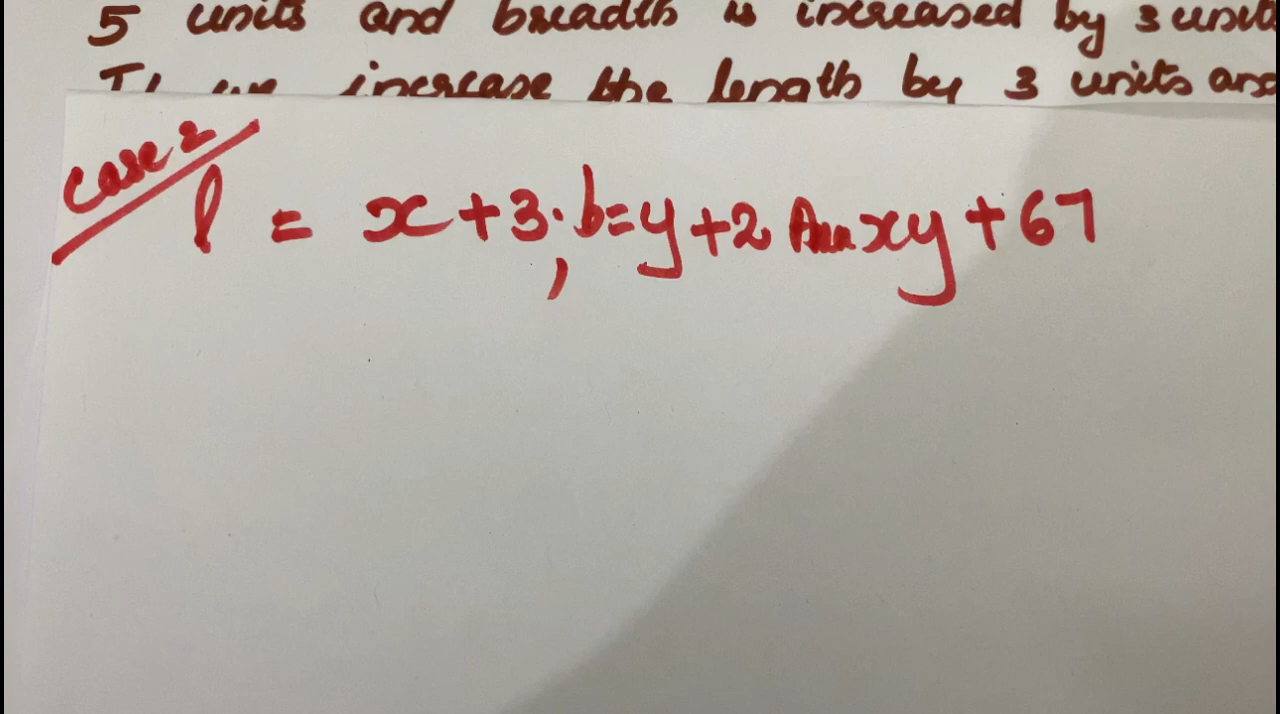 5 units and breadth is increased by 3 units
increase the length by 3 units and
Case 2
l = x + 3 ; b = y + 2 xy + 67